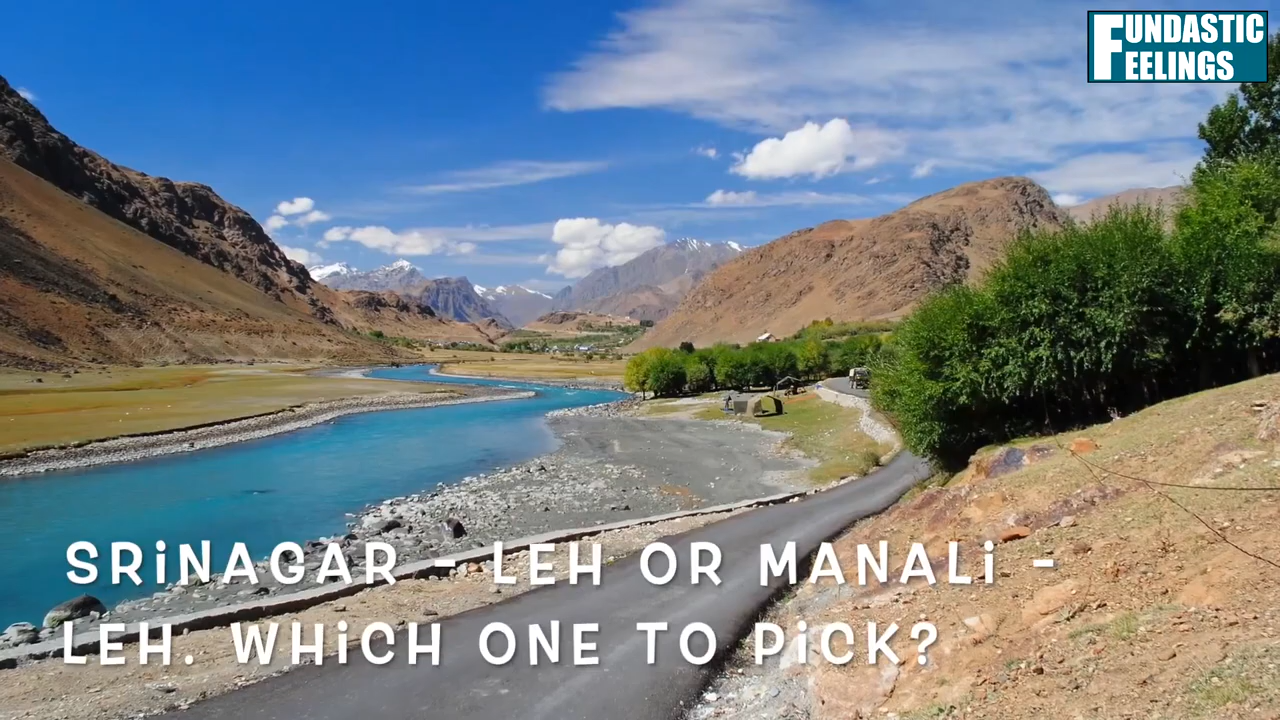 FUNDASTIC
FEELINGS
SRiNAGAR - LEH OR MANALi -
LEH. WHiCH ONE TO PiCK?